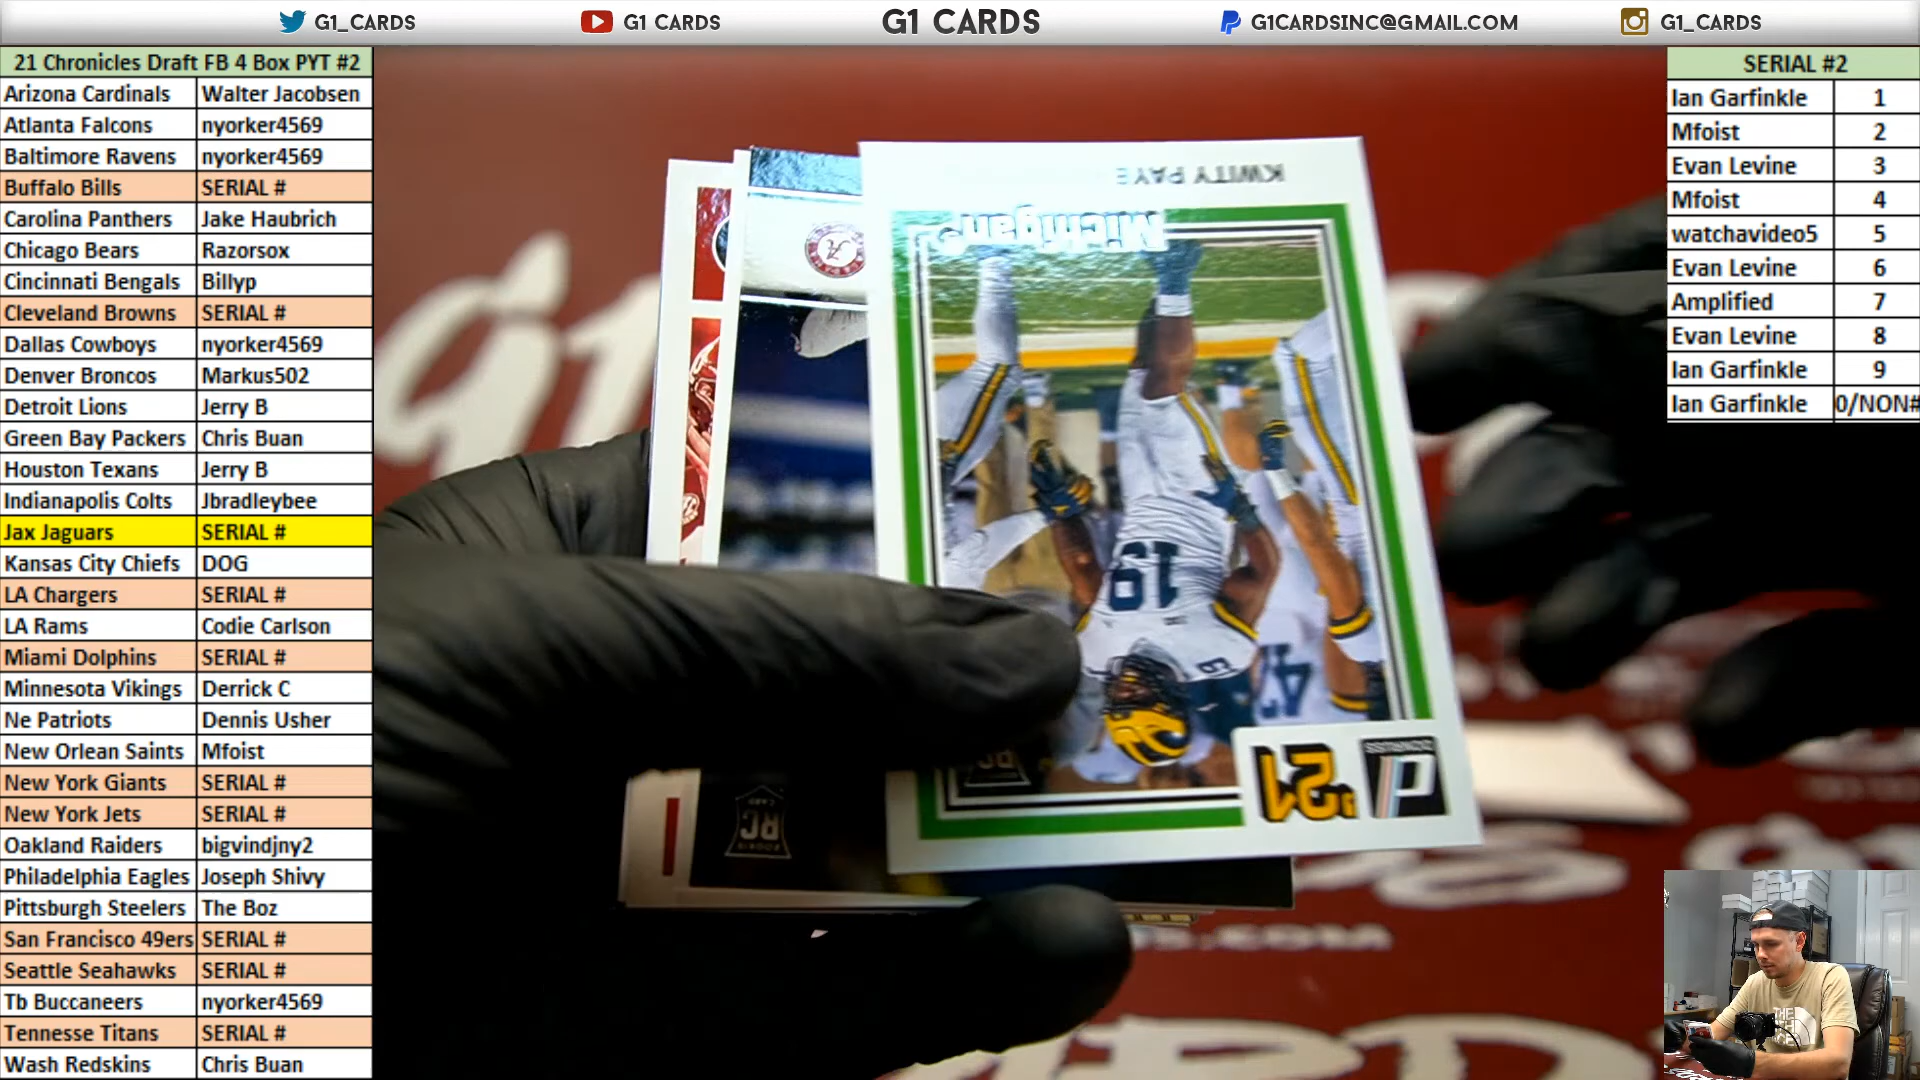 G1_CARDS G1 CARDS G1 CARDS G1CARDSINC@GMAIL.COM G1_CARDS
21 Chronicles Draft FB 4 Box PYT #2
Arizona Cardinals Walter Jacobsen
Atlanta Falcons nyorker4569
Baltimore Ravens nyorker4569
Buffalo Bills SERIAL #
Carolina Panthers Jake Haubrich
Chicago Bears Razorsox
Cincinnati Bengals Billyp
Cleveland Browns SERIAL #
Dallas Cowboys nyorker4569
Denver Broncos Markus502
Detroit Lions Jerry B
Green Bay Packers Chris Buan
Houston Texans Jerry B
Indianapolis Colts Jbradleybee
Jax Jaguars SERIAL #
Kansas City Chiefs DOG
LA Chargers SERIAL #
LA Rams Codie Carlson
Miami Dolphins SERIAL #
Minnesota Vikings Derrick C
Ne Patriots Dennis Usher
New Orlean Saints Mfoist
New York Giants SERIAL #
New York Jets SERIAL #
Oakland Raiders bigvindjny2
Philadelphia Eagles Joseph Shivy
Pittsburgh Steelers The Boz
San Francisco 49ers SERIAL #
Seattle Seahawks SERIAL #
Tb Buccaneers nyorker4569
Tennesse Titans SERIAL #
Wash Redskins Chris Buan
SERIAL #2
Ian Garfinkle 1
Mfoist 2
Evan Levine 3
Mfoist 4
watchavideo5 5
Evan Levine 6
Amplified 7
Evan Levine 8
Ian Garfinkle 9
Ian Garfinkle 0/NON#
KWITY PAYE
Michigan
19
42
DONRUSS
'21
RC
ROOKIE
RC
CARD
THE